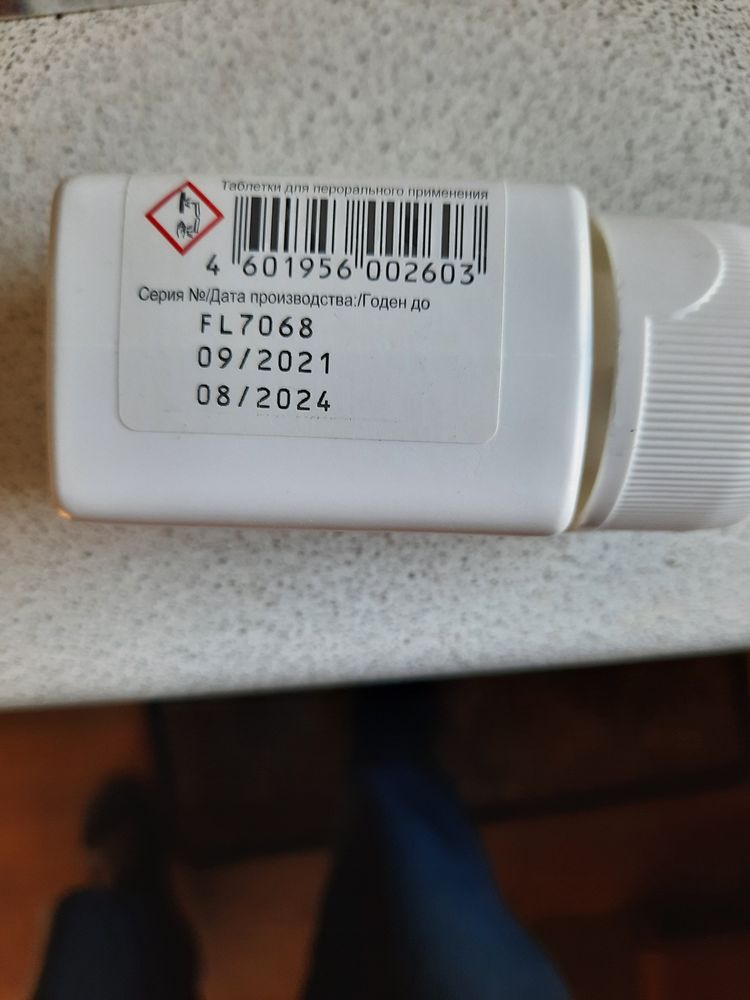 Таблетки для перорального применения
4 601956 002603
Серия №/Дата производства:/Годен до
FL7068
09/2021
08/2024